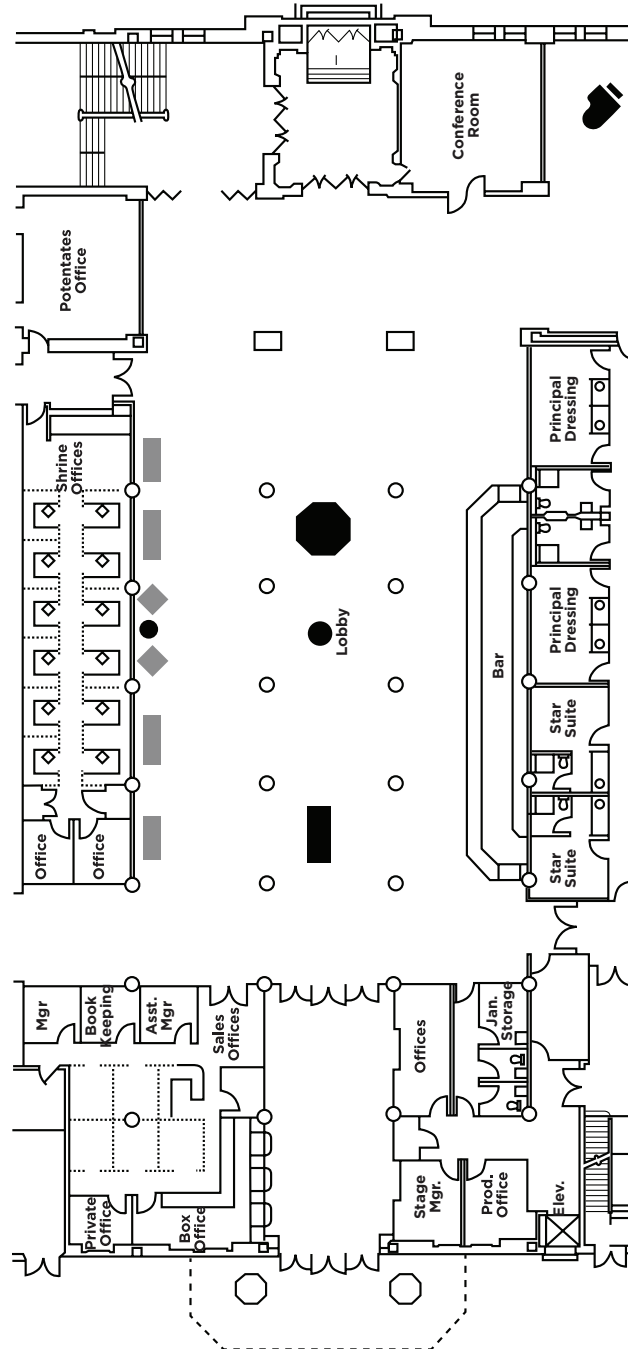 Conference
Room
Potentates
Office
Shrine
Offices
Principal
Dressing
Lobby
Bar
Principal
Dressing
Star
Suite
Office
Office
Star
Suite
Mgr
Book
Keeping
Asst.
Mgr
Sales
Offices
Offices
Jan.
Storage
Private
Office
Box
Office
Stage
Mgr.
Prod.
Office
Elev.